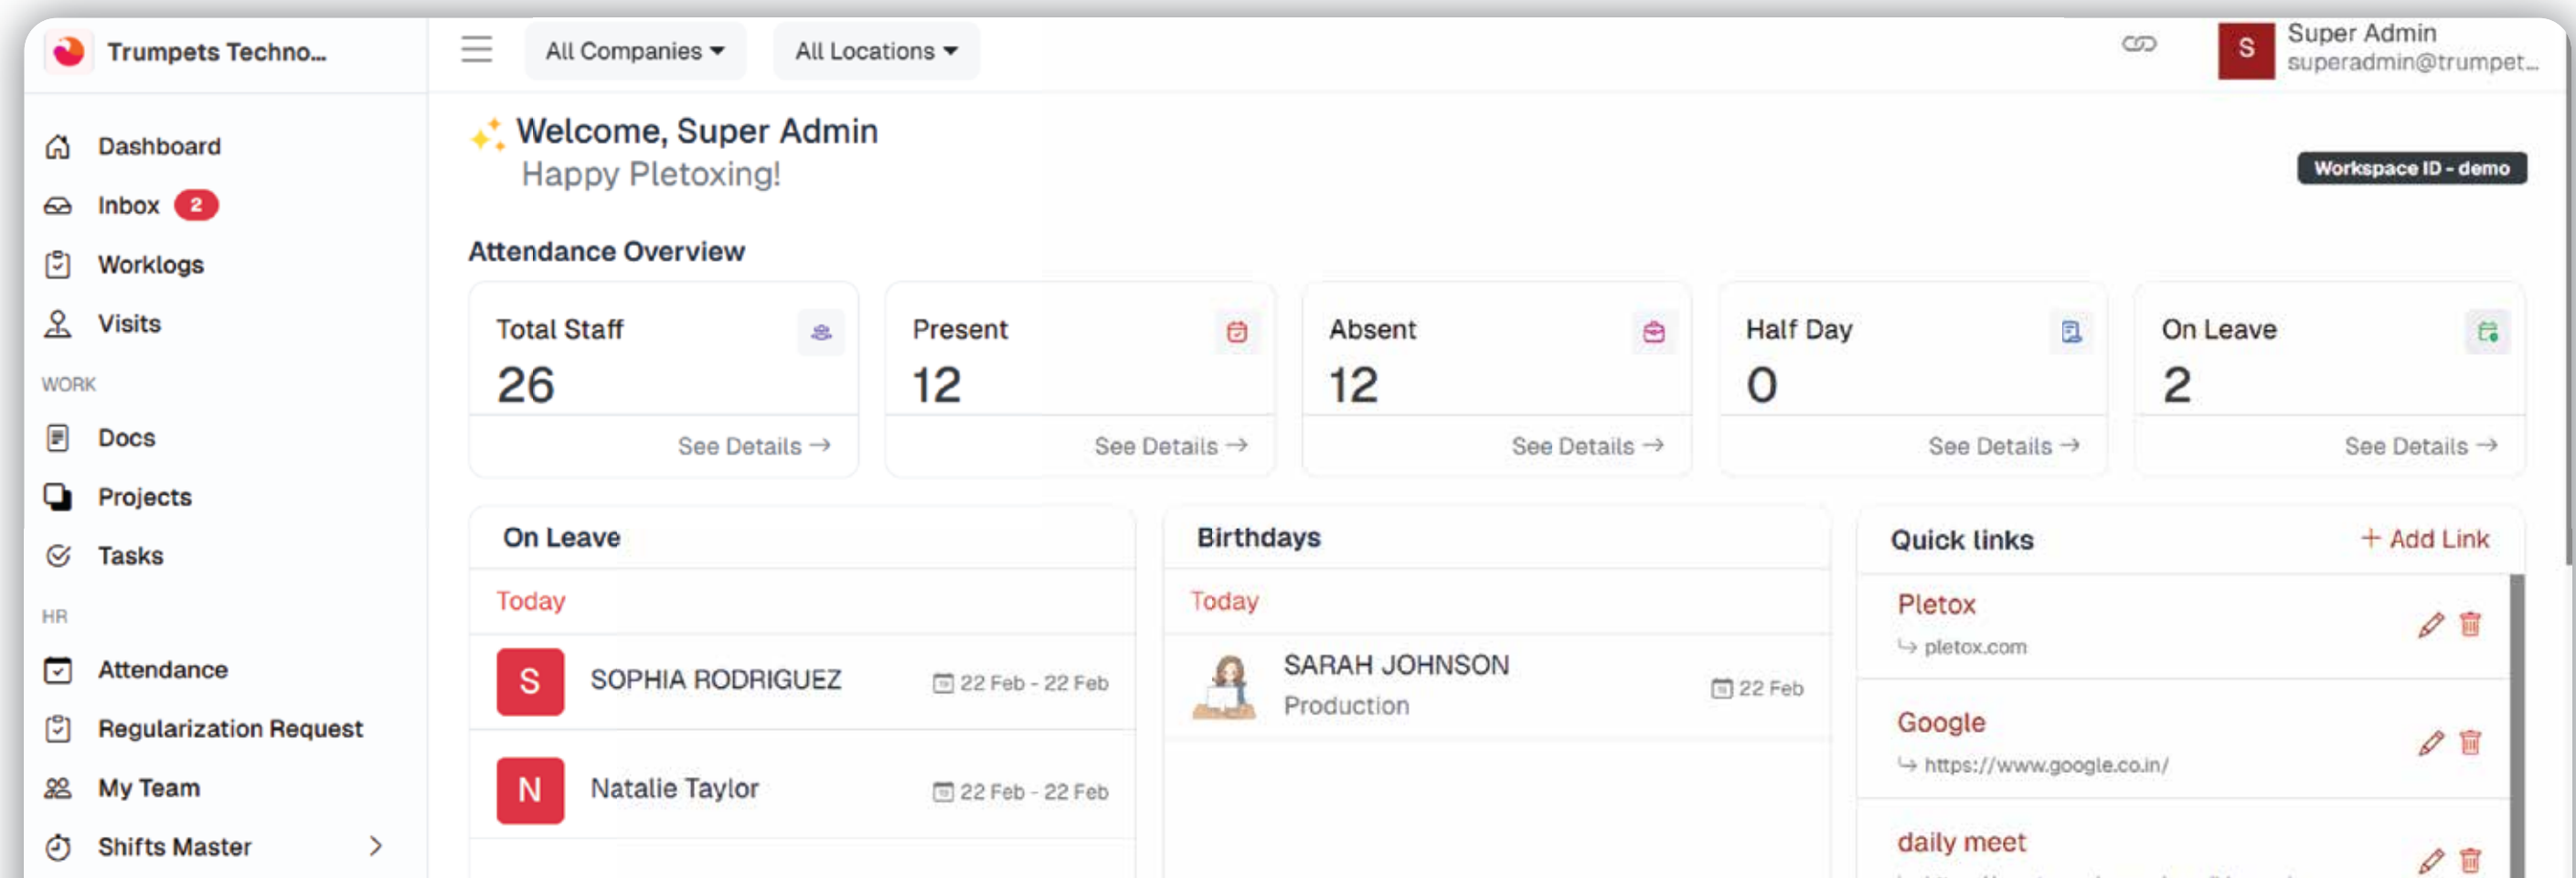 Trumpets Techno...
All Companies
All Locations
S
Super Admin
superadmin@trumpet...
Dashboard
Inbox 2
Worklogs
Visits
WORK
Docs
Projects
Tasks
HR
Attendance
Regularization Request
My Team
Shifts Master
Welcome, Super Admin
Happy Pletoxing!
Workspace ID - demo
Attendance Overview
Total Staff
26
See Details →
Present
12
See Details →
Absent
12
See Details →
Half Day
0
See Details →
On Leave
2
See Details →
On Leave
Today
S SOPHIA RODRIGUEZ 22 Feb - 22 Feb
N Natalie Taylor 22 Feb - 22 Feb
Birthdays
Today
SARAH JOHNSON
Production
22 Feb
Quick links + Add Link
Pletox
pletox.com
Google
https://www.google.co.in/
daily meet